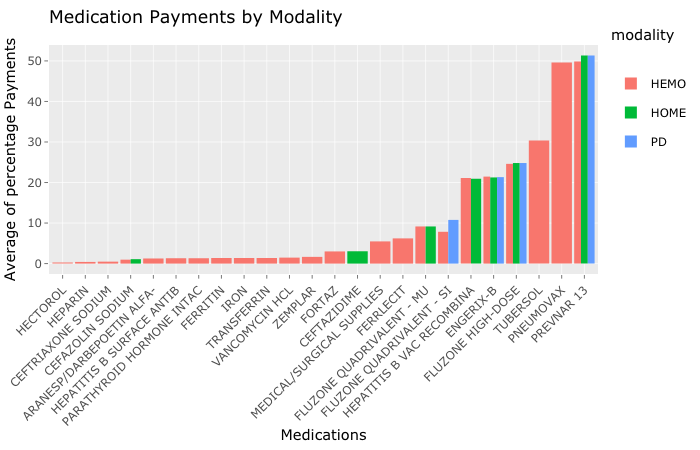 Medication Payments by Modality
modality
HEMO
HOME
PD
Average of percentage Payments
50
40
30
20
10
0
HECTOROL
HEPARIN
CEFTRIAXONE SODIUM
CEFAZOLIN SODIUM
ARANESP/DARBEPOETIN ALFA-
HEPATITIS B SURFACE ANTIB
PARATHYROID HORMONE INTAC
FERRITIN
IRON
TRANSFERRIN
VANCOMYCIN HCL
ZEMPLAR
FORTAZ
CEFTAZIDIME
MEDICAL/SURGICAL SUPPLIES
FERRLECIT
FLUZONE QUADRIVALENT - MU
FLUZONE QUADRIVALENT - SI
HEPATITIS B VAC RECOMBINA
ENGERIX-B
FLUZONE HIGH-DOSE
TUBERSOL
PNEUMOVAX
PREVNAR 13
Medications